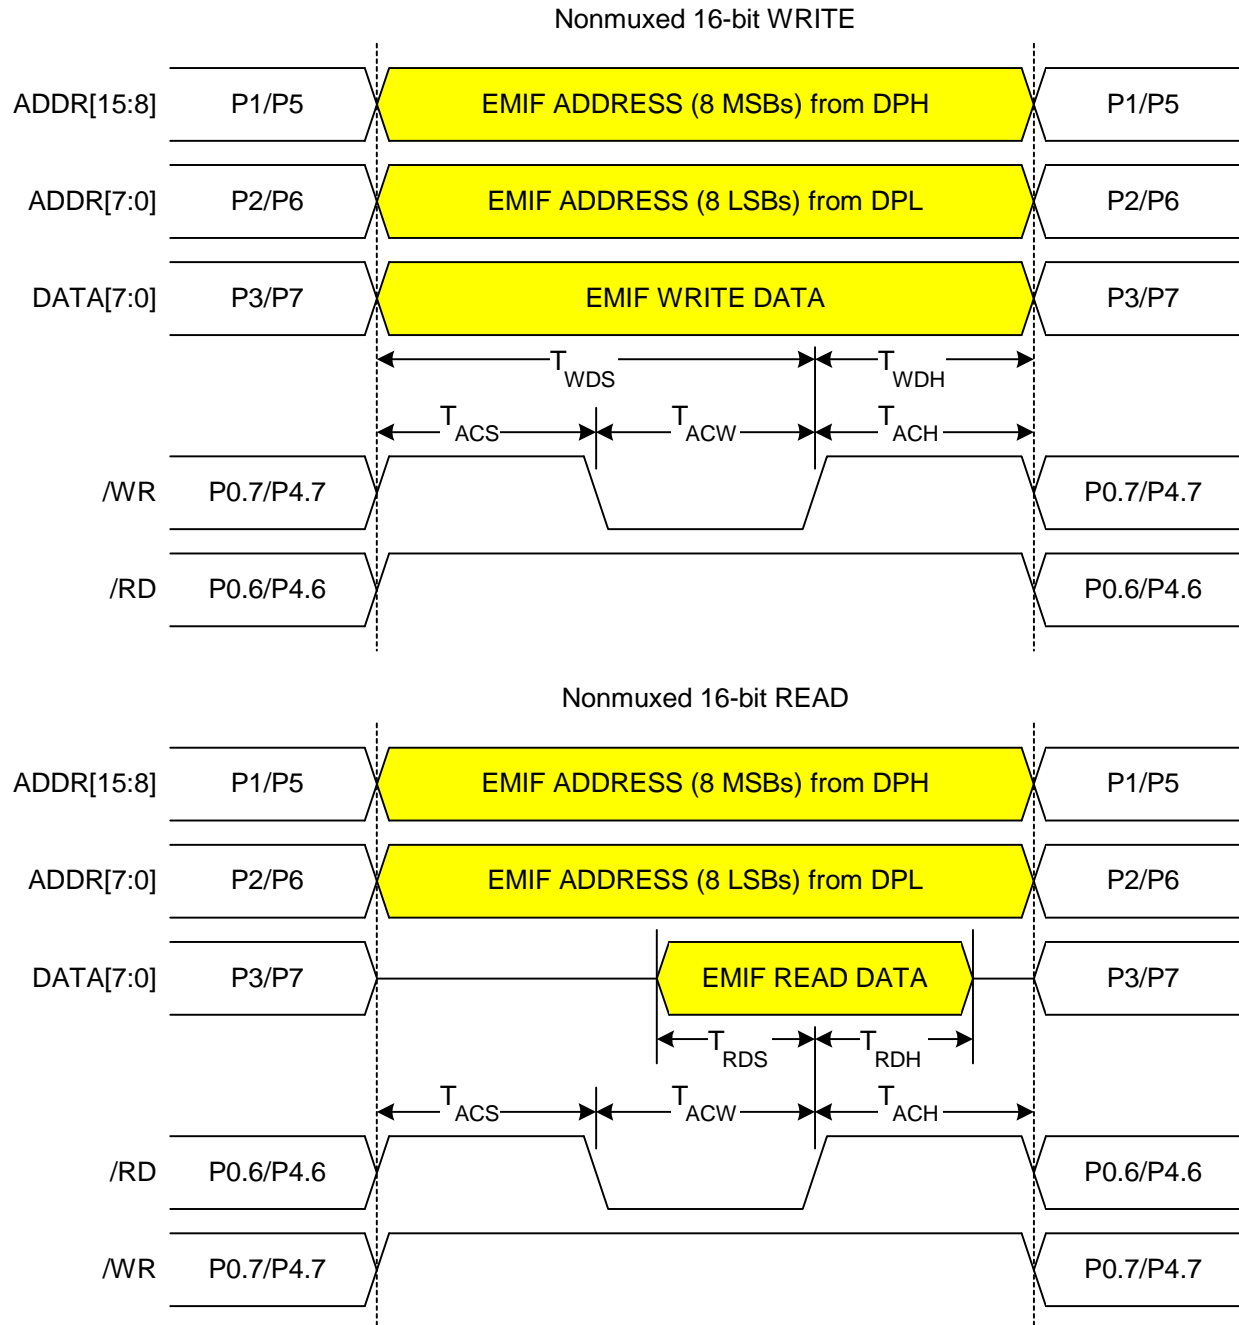 Nonmuxed 16-bit WRITE
ADDR[15:8] P1/P5 EMIF ADDRESS (8 MSBs) from DPH P1/P5
ADDR[7:0] P2/P6 EMIF ADDRESS (8 LSBs) from DPL P2/P6
DATA[7:0] P3/P7 EMIF WRITE DATA P3/P7
TWDS TWDH
TACS TACW TACH
/WR P0.7/P4.7 P0.7/P4.7
/RD P0.6/P4.6 P0.6/P4.6
Nonmuxed 16-bit READ
ADDR[15:8] P1/P5 EMIF ADDRESS (8 MSBs) from DPH P1/P5
ADDR[7:0] P2/P6 EMIF ADDRESS (8 LSBs) from DPL P2/P6
DATA[7:0] P3/P7 EMIF READ DATA P3/P7
TRDS TRDH
TACS TACW TACH
/RD P0.6/P4.6 P0.6/P4.6
/WR P0.7/P4.7 P0.7/P4.7